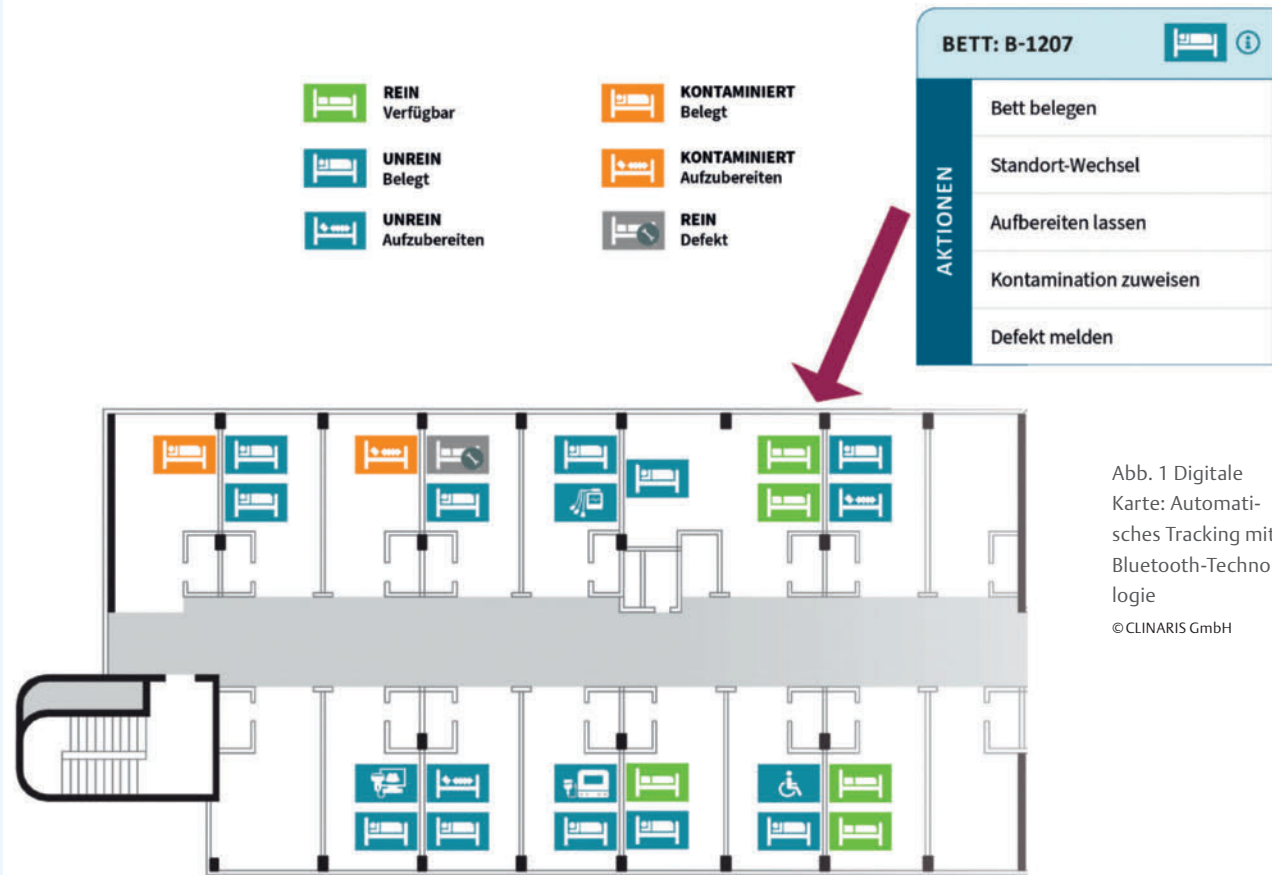 BETT: B-1207
REIN
Verfügbar
KONTAMINIERT
Belegt
UNREIN
Belegt
KONTAMINIERT
Aufzubereiten
UNREIN
Aufzubereiten
REIN
Defekt
AKTIONEN
Bett belegen
Standort-Wechsel
Aufbereiten lassen
Kontamination zuweisen
Defekt melden
Abb. 1 Digitale
Karte: Automati-
sches Tracking mit
Bluetooth-Techno
logie
© CLINARIS GmbH